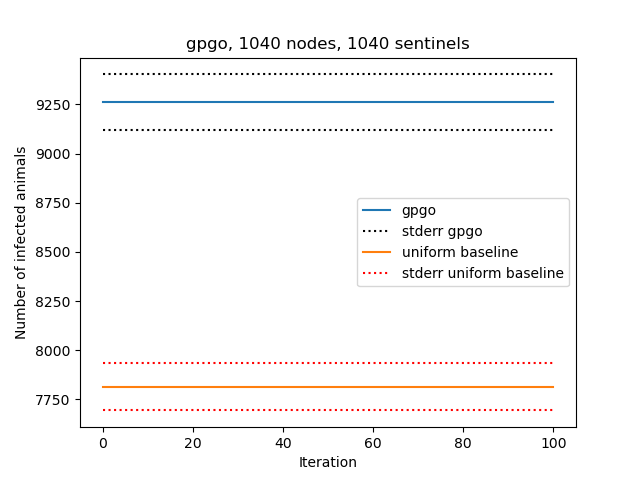 gpgo, 1040 nodes, 1040 sentinels
Number of infected animals
9250
9000
8750
8500
8250
8000
7750
gpgo
stderr gpgo
uniform baseline
stderr uniform baseline
0 20 40 60 80 100
Iteration